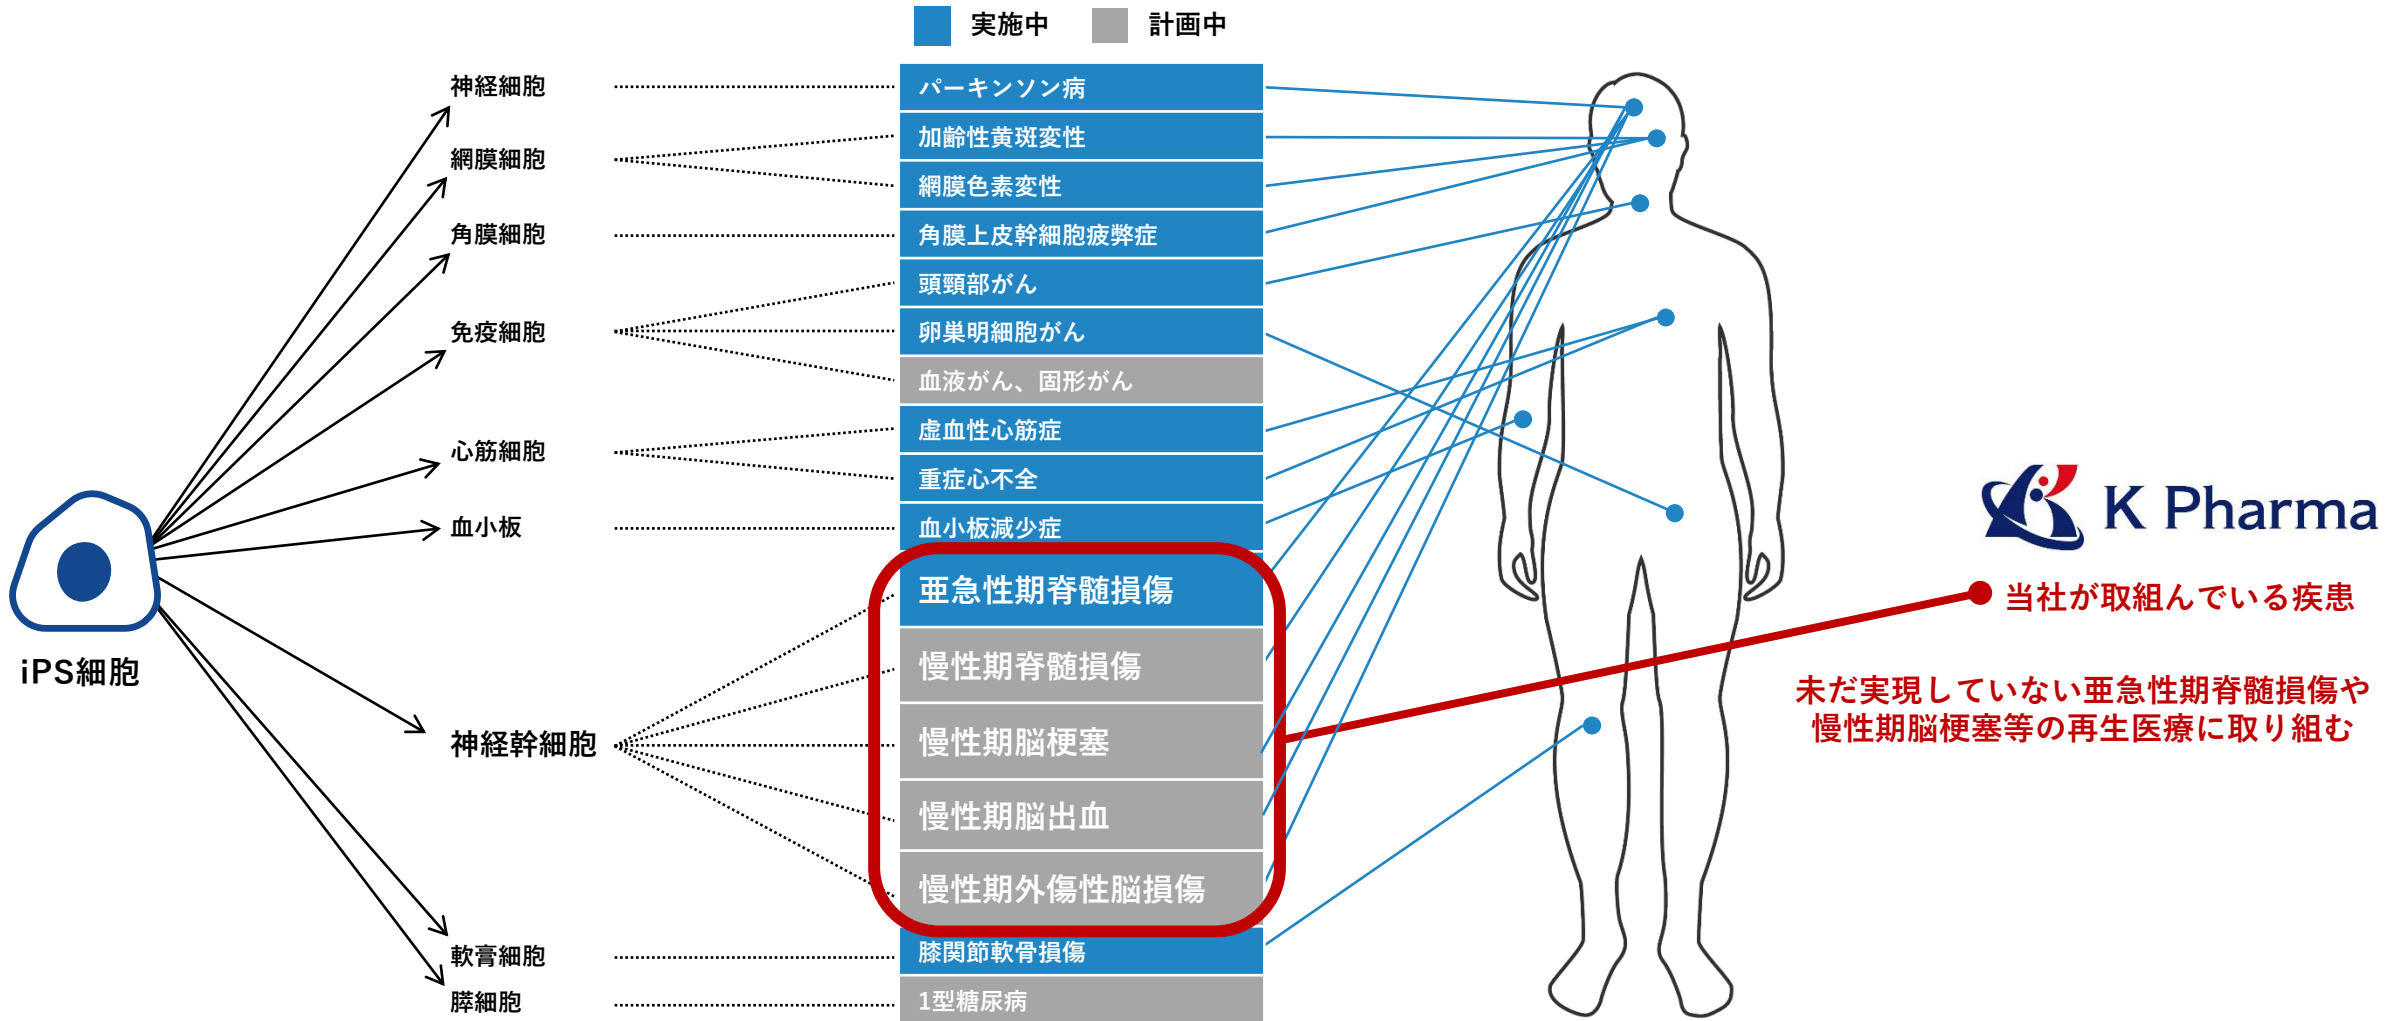 実施中
計画中
神経細胞
網膜細胞
角膜細胞
免疫細胞
心筋細胞
血小板
神経幹細胞
軟膏細胞
膵細胞
iPS細胞
パーキンソン病
加齢性黄斑変性
網膜色素変性
角膜上皮幹細胞疲弊症
頭頸部がん
卵巣明細胞がん
血液がん、固形がん
虚血性心筋症
重症心不全
血小板減少症
亜急性期脊髄損傷
慢性期脊髄損傷
慢性期脳梗塞
慢性期脳出血
慢性期外傷性脳損傷
膝関節軟骨損傷
1型糖尿病
K Pharma
当社が取組んでいる疾患
未だ実現していない亜急性期脊髄損傷や
慢性期脳梗塞等の再生医療に取り組む